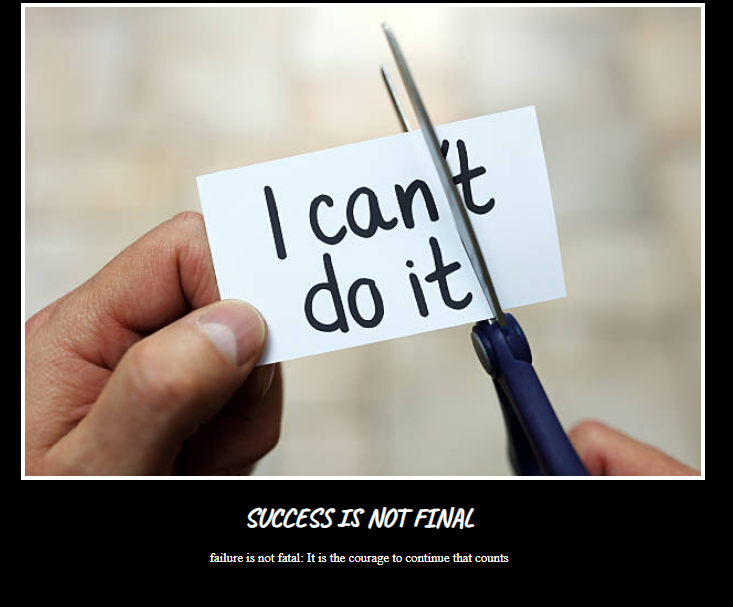 I can't
do it
SUCCESS IS NOT FINAL
failure is not fatal: It is the courage to continue that counts